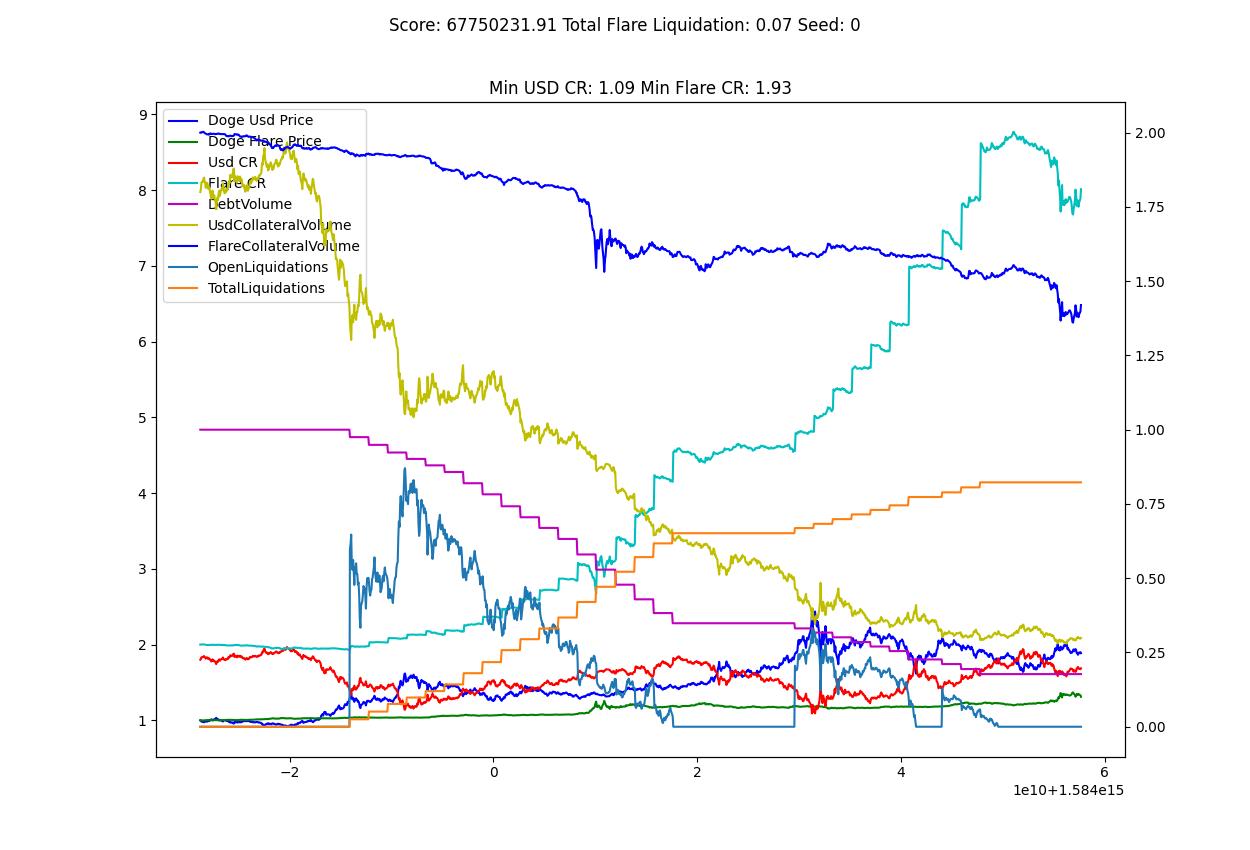 Score: 67750231.91 Total Flare Liquidation: 0.07 Seed: 0
Min USD CR: 1.09 Min Flare CR: 1.93
Doge Usd Price
Doge Flare Price
Usd CR
Flare CR
DebtVolume
UsdCollateralVolume
FlareCollateralVolume
OpenLiquidations
TotalLiquidations
9
8
7
6
5
4
3
2
1
2.00
1.75
1.50
1.25
1.00
0.75
0.50
0.25
0.00
−2
0
2
4
6
1e10+1.584e15